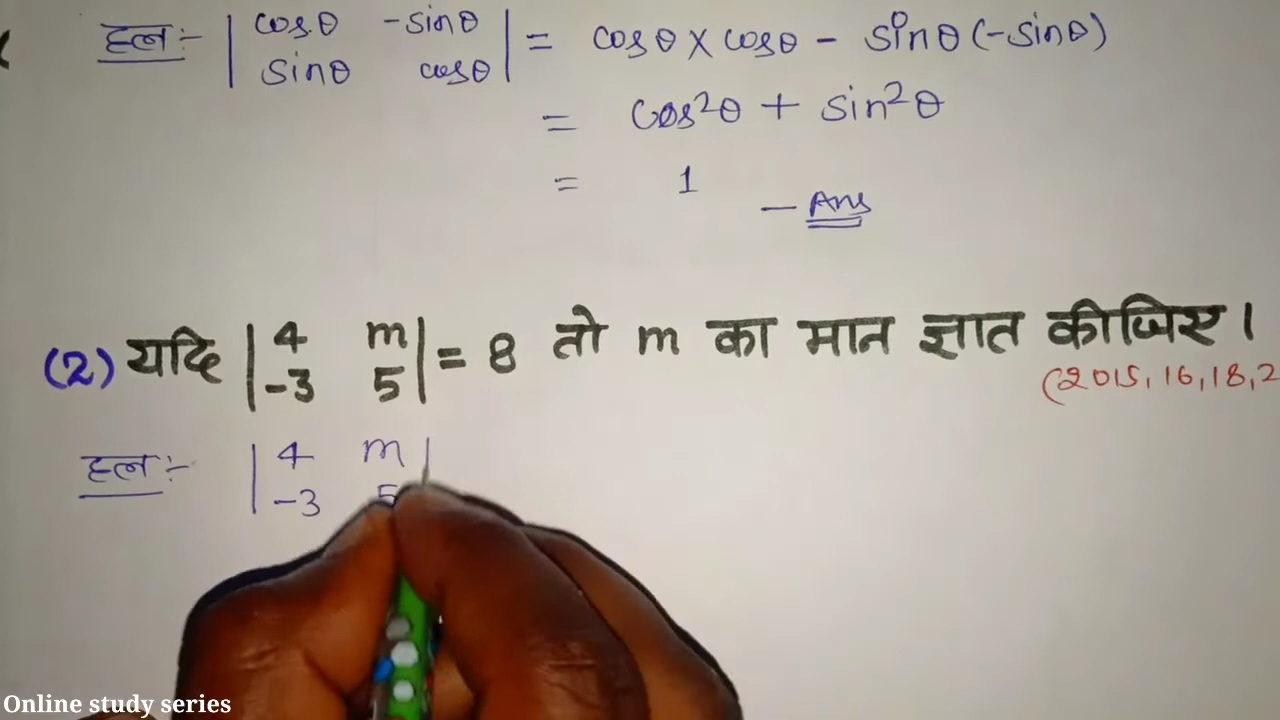 हल :- | cosθ -sinθ | = cosθ × cosθ - sinθ (-sinθ)
| sinθ cosθ |
= cos²θ + sin²θ
= 1 - Ans
(2) यदि | 4 m | = 8 तो m का मान ज्ञात कीजिए।
| -3 5 |
(2015, 16, 18, 2
हल :- | 4 m |
| -3 5
Online study series